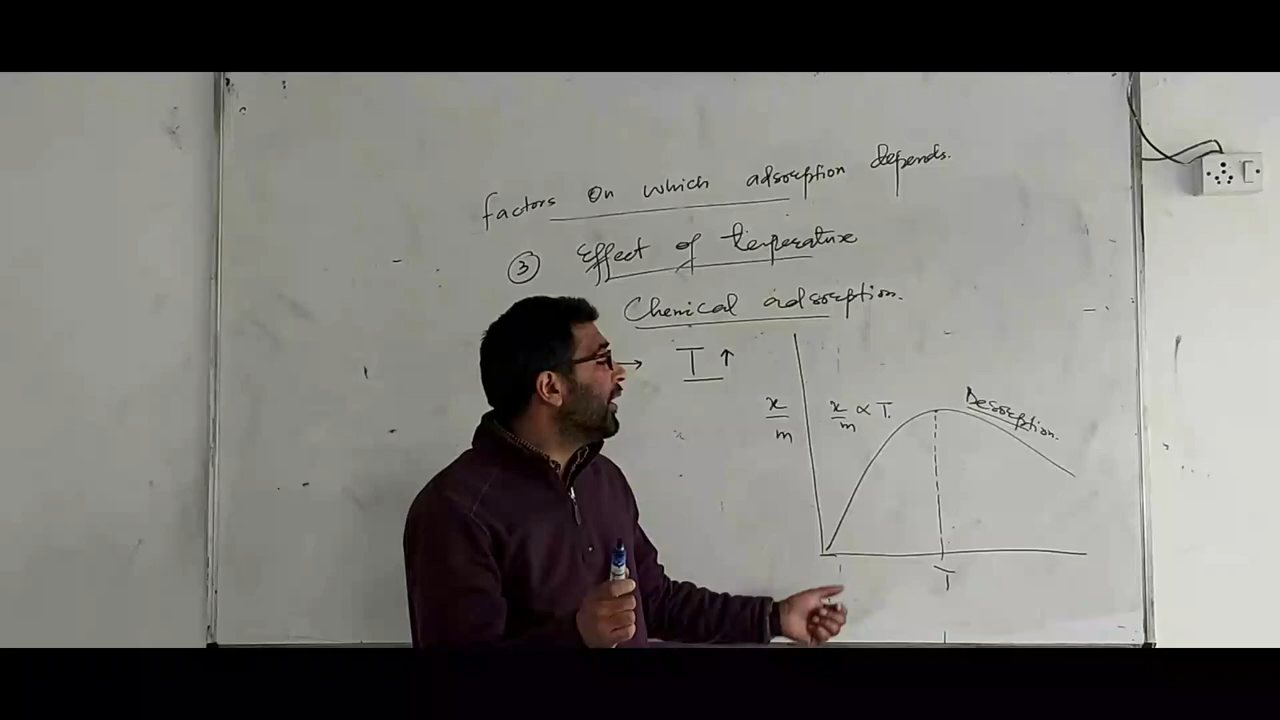 Factors On which adsorption depends.
③ Effect of temperature
Chemical adsorption.
→ T ↑
x/m
x/m ∝ T.
Desorption.
T